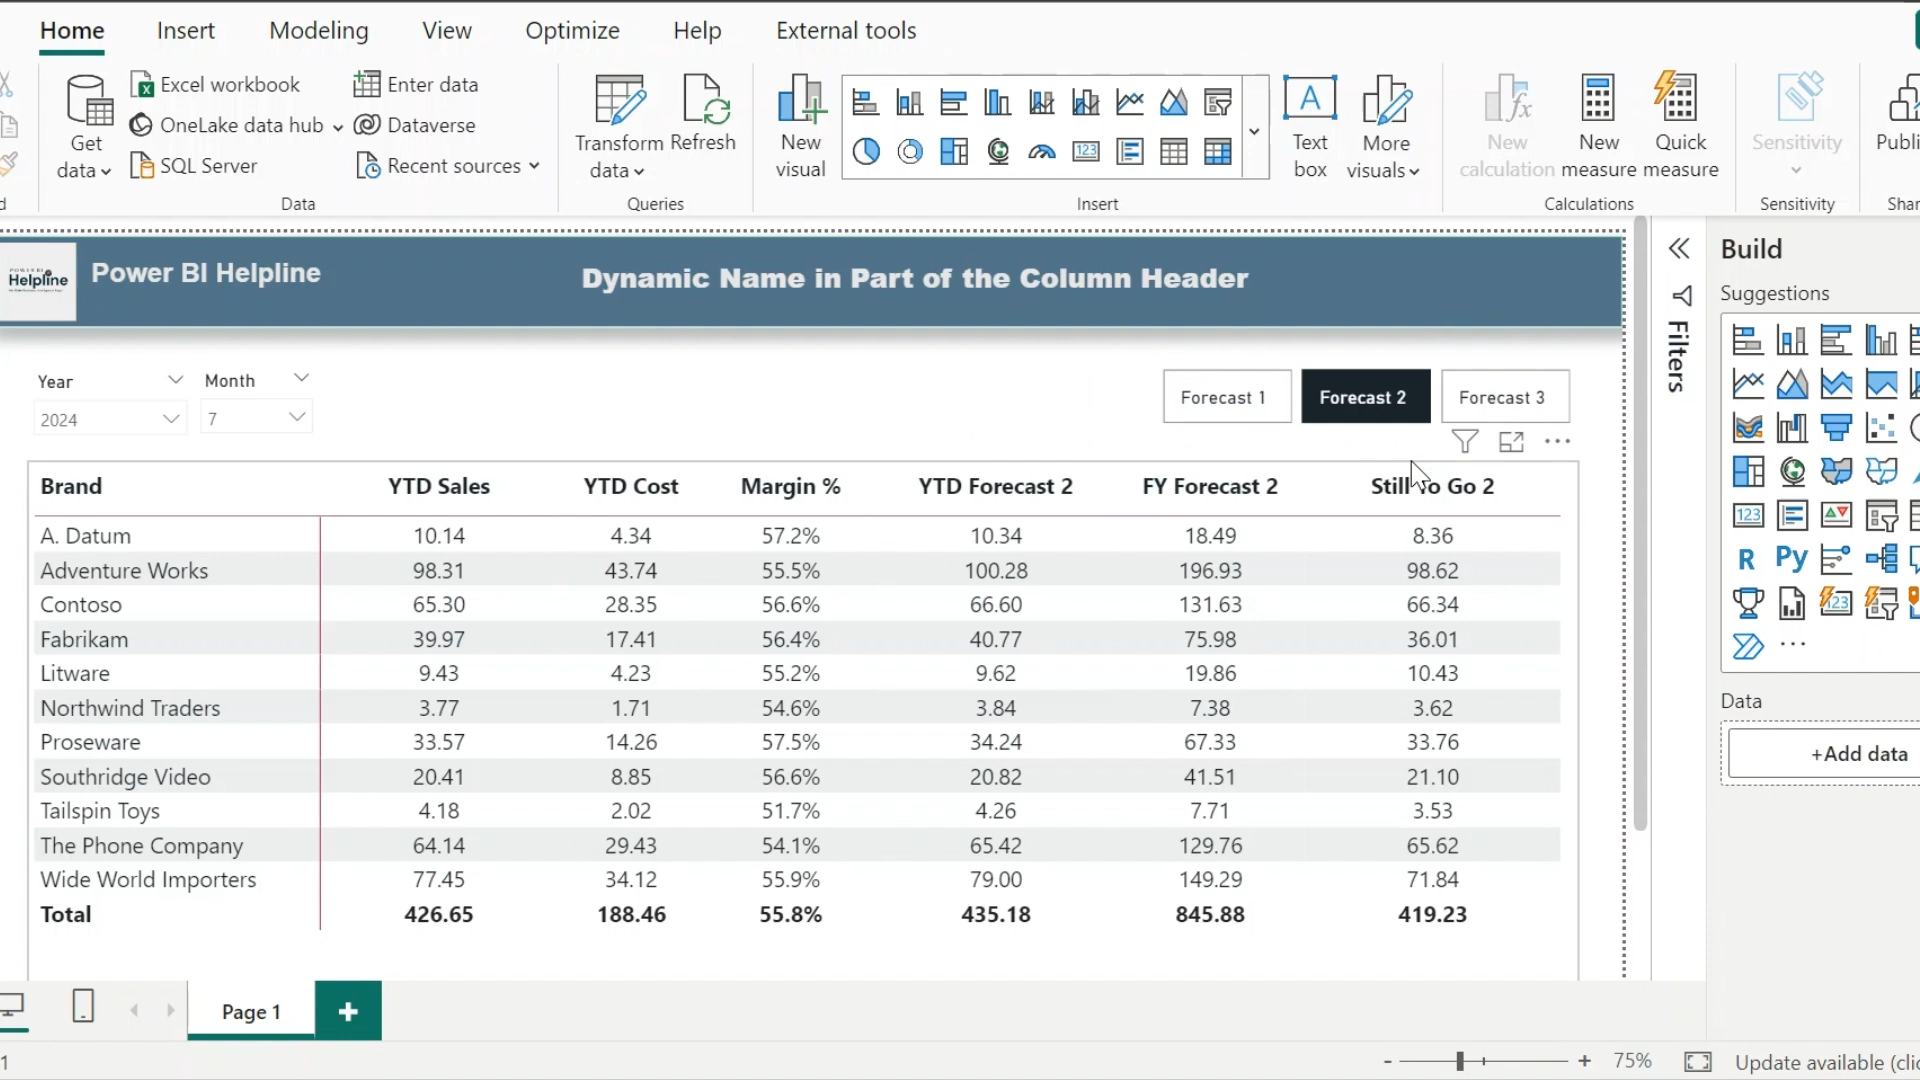 Home Insert Modeling View Optimize Help External tools
Excel workbook
OneLake data hub
SQL Server
Get data
Enter data
Dataverse
Recent sources
Data
Transform data
Refresh
Queries
New visual
Text box
More visuals
Insert
New calculation
New measure
Quick measure
Calculations
Sensitivity
Sensitivity
Helpline
Power BI Helpline
Dynamic Name in Part of the Column Header
Year Month
2024 7
Forecast 1 Forecast 2 Forecast 3
Brand YTD Sales YTD Cost Margin % YTD Forecast 2 FY Forecast 2 Still To Go 2
A. Datum 10.14 4.34 57.2% 10.34 18.49 8.36
Adventure Works 98.31 43.74 55.5% 100.28 196.93 98.62
Contoso 65.30 28.35 56.6% 66.60 131.63 66.34
Fabrikam 39.97 17.41 56.4% 40.77 75.98 36.01
Litware 9.43 4.23 55.2% 9.62 19.86 10.43
Northwind Traders 3.77 1.71 54.6% 3.84 7.38 3.62
Proseware 33.57 14.26 57.5% 34.24 67.33 33.76
Southridge Video 20.41 8.85 56.6% 20.82 41.51 21.10
Tailspin Toys 4.18 2.02 51.7% 4.26 7.71 3.53
The Phone Company 64.14 29.43 54.1% 65.42 129.76 65.62
Wide World Importers 77.45 34.12 55.9% 79.00 149.29 71.84
Total 426.65 188.46 55.8% 435.18 845.88 419.23
Filters
Build
Suggestions
123
R Py
123
Data
+Add data
Page 1
75%
Update available